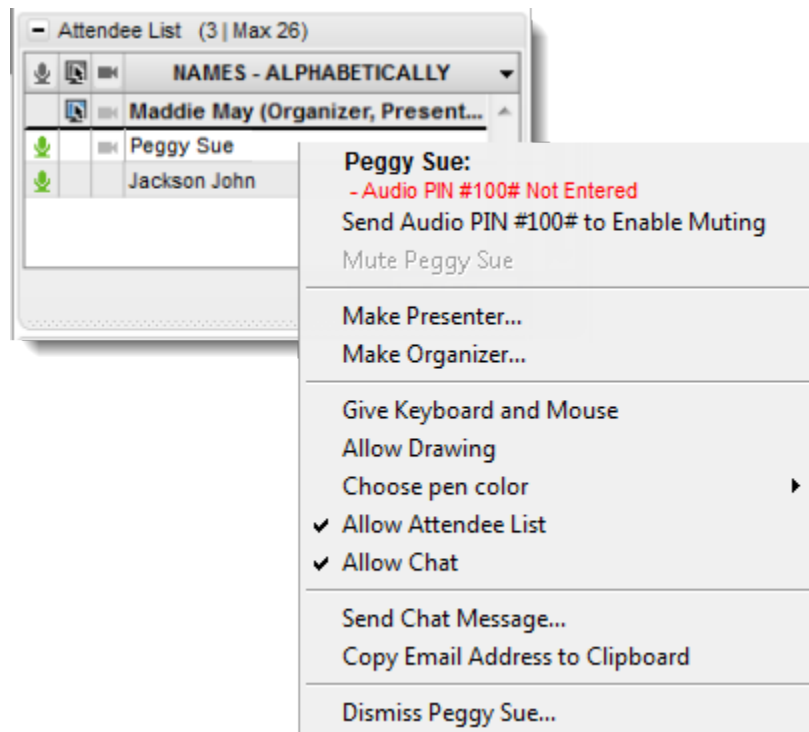 Attendee List (3 | Max 26)
NAMES - ALPHABETICALLY
Maddie May (Organizer, Present...
Peggy Sue
Jackson John
Peggy Sue:
- Audio PIN #100# Not Entered
Send Audio PIN #100# to Enable Muting
Mute Peggy Sue
Make Presenter...
Make Organizer...
Give Keyboard and Mouse
Allow Drawing
Choose pen color
Allow Attendee List
Allow Chat
Send Chat Message...
Copy Email Address to Clipboard
Dismiss Peggy Sue...